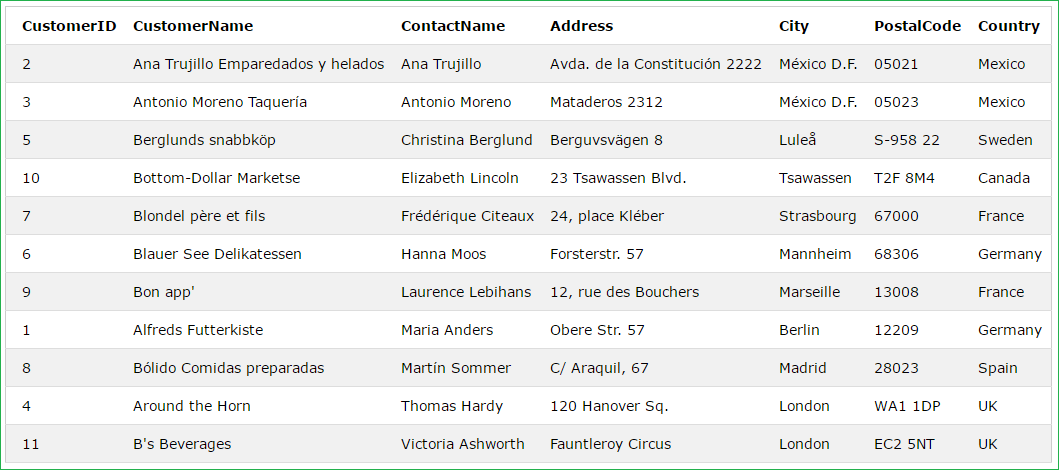 CustomerID CustomerName ContactName Address City PostalCode Country
2 Ana Trujillo Emparedados y helados Ana Trujillo Avda. de la Constitución 2222 México D.F. 05021 Mexico
3 Antonio Moreno Taquería Antonio Moreno Mataderos 2312 México D.F. 05023 Mexico
5 Berglunds snabbköp Christina Berglund Berguvsvägen 8 Luleå S-958 22 Sweden
10 Bottom-Dollar Marketse Elizabeth Lincoln 23 Tsawassen Blvd. Tsawassen T2F 8M4 Canada
7 Blondel père et fils Frédérique Citeaux 24, place Kléber Strasbourg 67000 France
6 Blauer See Delikatessen Hanna Moos Forsterstr. 57 Mannheim 68306 Germany
9 Bon app' Laurence Lebihans 12, rue des Bouchers Marseille 13008 France
1 Alfreds Futterkiste Maria Anders Obere Str. 57 Berlin 12209 Germany
8 Bólido Comidas preparadas Martín Sommer C/ Araquil, 67 Madrid 28023 Spain
4 Around the Horn Thomas Hardy 120 Hanover Sq. London WA1 1DP UK
11 B's Beverages Victoria Ashworth Fauntleroy Circus London EC2 5NT UK